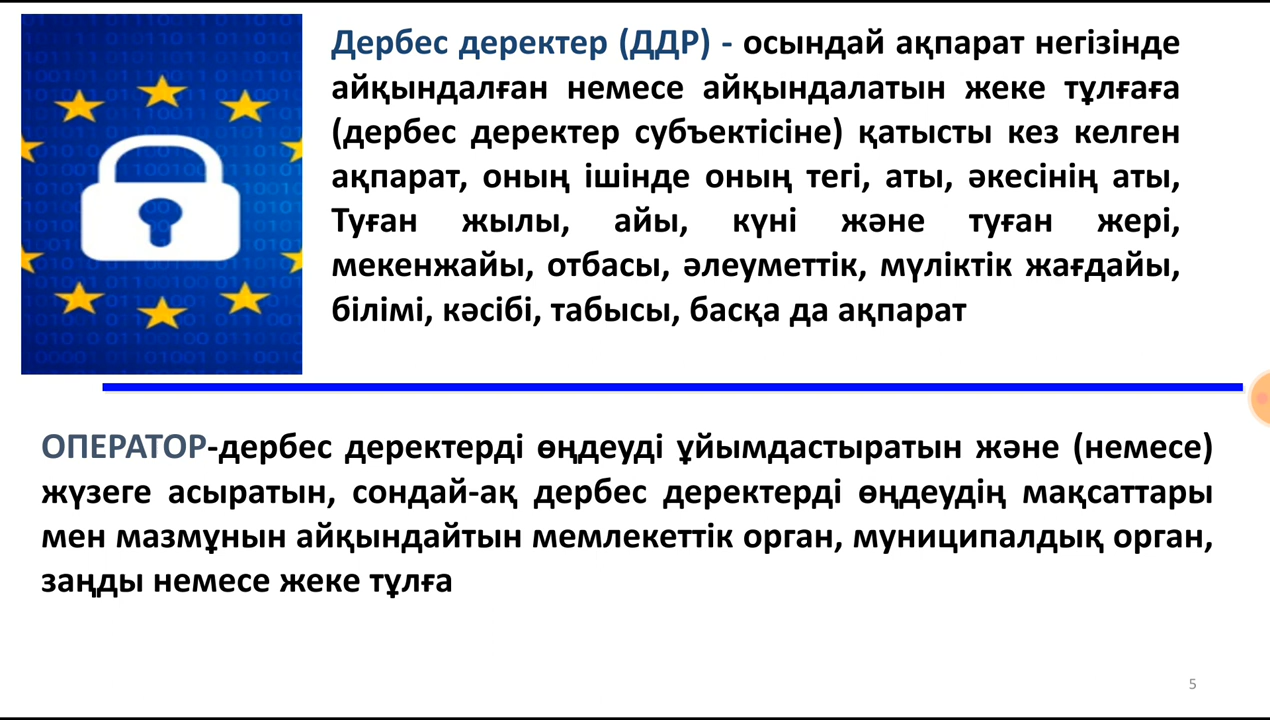 Дербес деректер (ДДР) - осындай ақпарат негізінде
айқындалған немесе айқындалатын жеке тұлғаға
(дербес деректер субъектісіне) қатысты кез келген
ақпарат, оның ішінде оның тегі, аты, әкесінің аты,
Туған жылы, айы, күні және туған жері,
мекенжайы, отбасы, әлеуметтік, мүліктік жағдайы,
білімі, кәсібі, табысы, басқа да ақпарат
ОПЕРАТОР-дербес деректерді өңдеуді ұйымдастыратын және (немесе)
жүзеге асыратын, сондай-ақ дербес деректерді өңдеудің мақсаттары
мен мазмұнын айқындайтын мемлекеттік орган, муниципалдық орган,
заңды немесе жеке тұлға
5